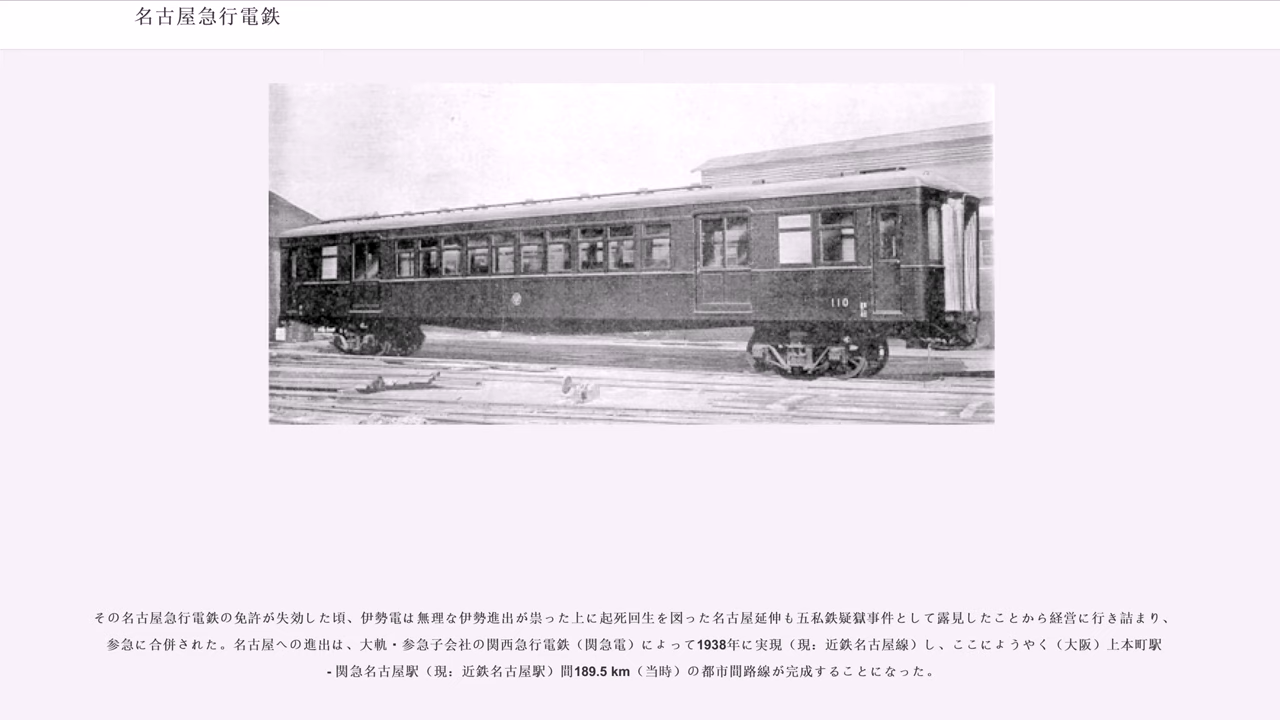 名古屋急行電鉄
110
その名古屋急行電鉄の免許が失効した頃、伊勢電は無理な伊勢進出が祟った上に起死回生を図った名古屋延伸も五私鉄疑獄事件として露見したことから経営に行き詰まり、
参急に合併された。名古屋への進出は、大軌・参急子会社の関西急行電鉄（関急電）によって1938年に実現（現：近鉄名古屋線）し、ここにようやく（大阪）上本町駅
- 関急名古屋駅（現：近鉄名古屋駅）間189.5 km（当時）の都市間路線が完成することになった。